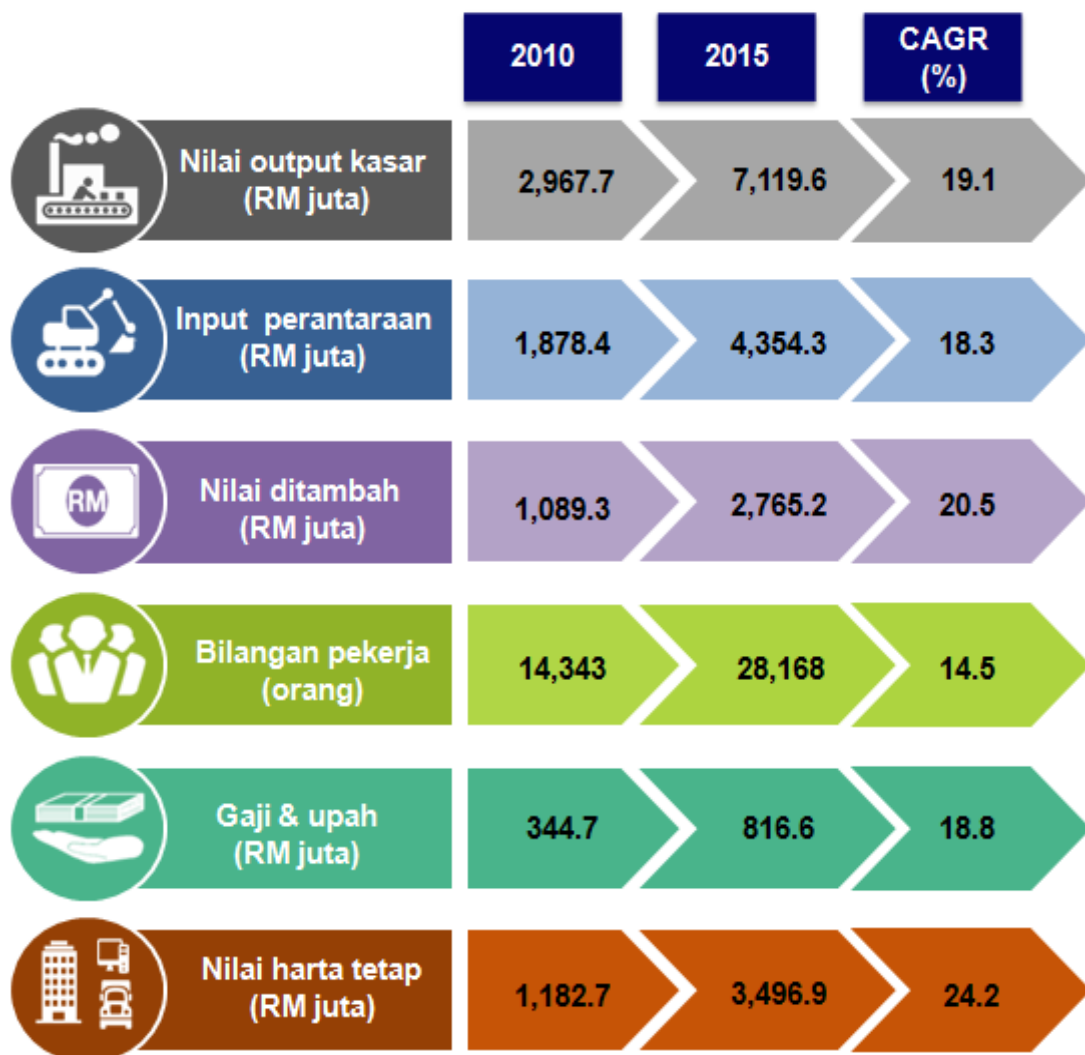 2010 2015 CAGR
(%)
Nilai output kasar
(RM juta)
2,967.7 7,119.6 19.1
Input perantaraan
(RM juta)
1,878.4 4,354.3 18.3
RM
Nilai ditambah
(RM juta)
1,089.3 2,765.2 20.5
Bilangan pekerja
(orang)
14,343 28,168 14.5
Gaji & upah
(RM juta)
344.7 816.6 18.8
Nilai harta tetap
(RM juta)
1,182.7 3,496.9 24.2